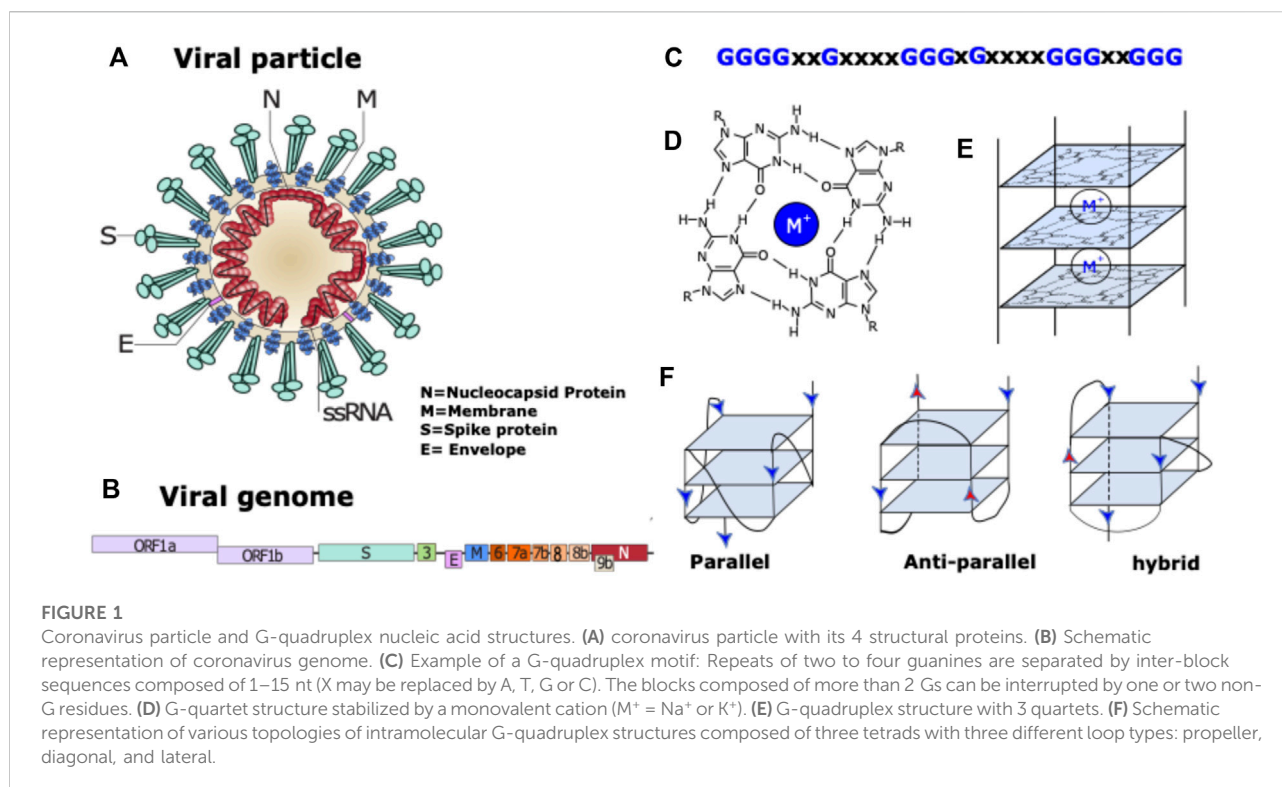 A Viral particle
N M
S
E
ssRNA
N=Nucleocapsid Protein
M=Membrane
S=Spike protein
E= Envelope
B Viral genome
ORF1a ORF1b S 3 E M 6 7a 7b 8 8b 9b N
C GGGGxxGxxxxGGGxGxxxxGGGxxGGG
D
R N N H N H N R
N N H O N
H O N
N-H N-H M⁺ N-H H
H N O H N N
N O H-N N
R N N H-N N R
H
E
M⁺
M⁺
F
Parallel Anti-parallel hybrid
FIGURE 1
Coronavirus particle and G-quadruplex nucleic acid structures. (A) coronavirus particle with its 4 structural proteins. (B) Schematic
representation of coronavirus genome. (C) Example of a G-quadruplex motif: Repeats of two to four guanines are separated by inter-block
sequences composed of 1–15 nt (X may be replaced by A, T, G or C). The blocks composed of more than 2 Gs can be interrupted by one or two non-
G residues. (D) G-quartet structure stabilized by a monovalent cation (M⁺ = Na⁺ or K⁺). (E) G-quadruplex structure with 3 quartets. (F) Schematic
representation of various topologies of intramolecular G-quadruplex structures composed of three tetrads with three different loop types: propeller,
diagonal, and lateral.